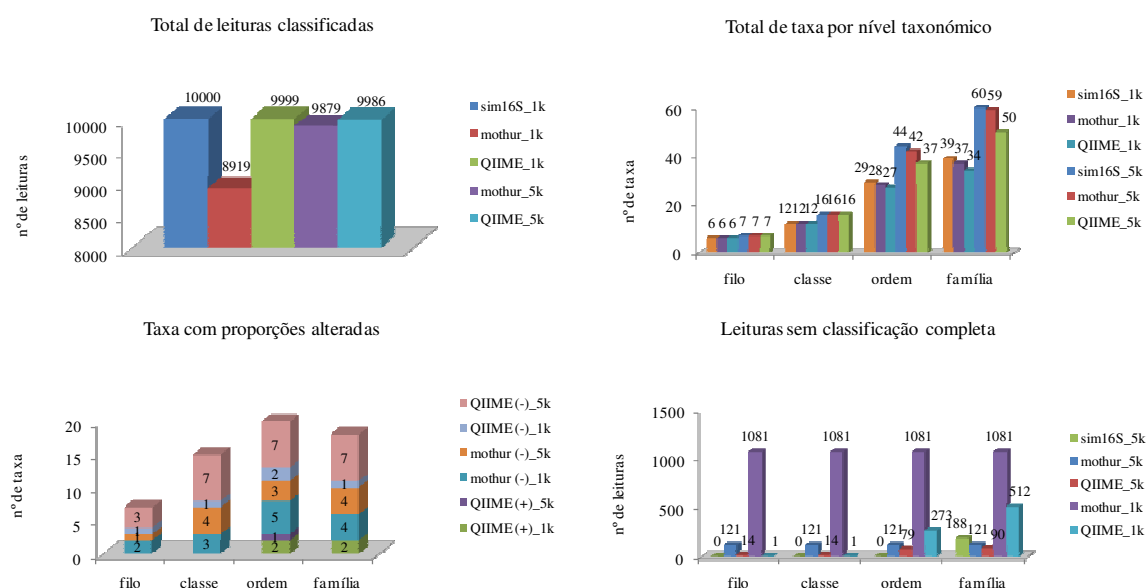 Total de leituras classificadas
nº de leituras
10000
9500
9000
8500
8000
10000
8919
9999
9879
9986
sim16S_1k
mothur_1k
QIIME_1k
mothur_5k
QIIME_5k
Total de taxa por nível taxonómico
nº de taxa
60
40
20
0
6 6 6 7 7 7
12 12 12 16 16 16
29 28 27 44 42 37
39 37 34 60 59 50
filo classe ordem família
sim16S_1k
mothur_1k
QIIME_1k
sim16S_5k
mothur_5k
QIIME_5k
Taxa com proporções alteradas
nº de taxa
20
15
10
5
0
3 7 7 7
1 1 2 1
1 4 3 4
2 3 5 4
1
2 2
filo classe ordem família
QIIME (-)_5k
QIIME (-)_1k
mothur (-)_5k
mothur (-)_1k
QIIME (+)_5k
QIIME (+)_1k
Leituras sem classificação completa
nº de leituras
1500
1000
500
0
0 121 14 1081 1
0 121 14 1081 1
0 121 79 1081 273
188 121 90 1081 512
filo classe ordem família
sim16S_5k
mothur_5k
QIIME_5k
mothur_1k
QIIME_1k